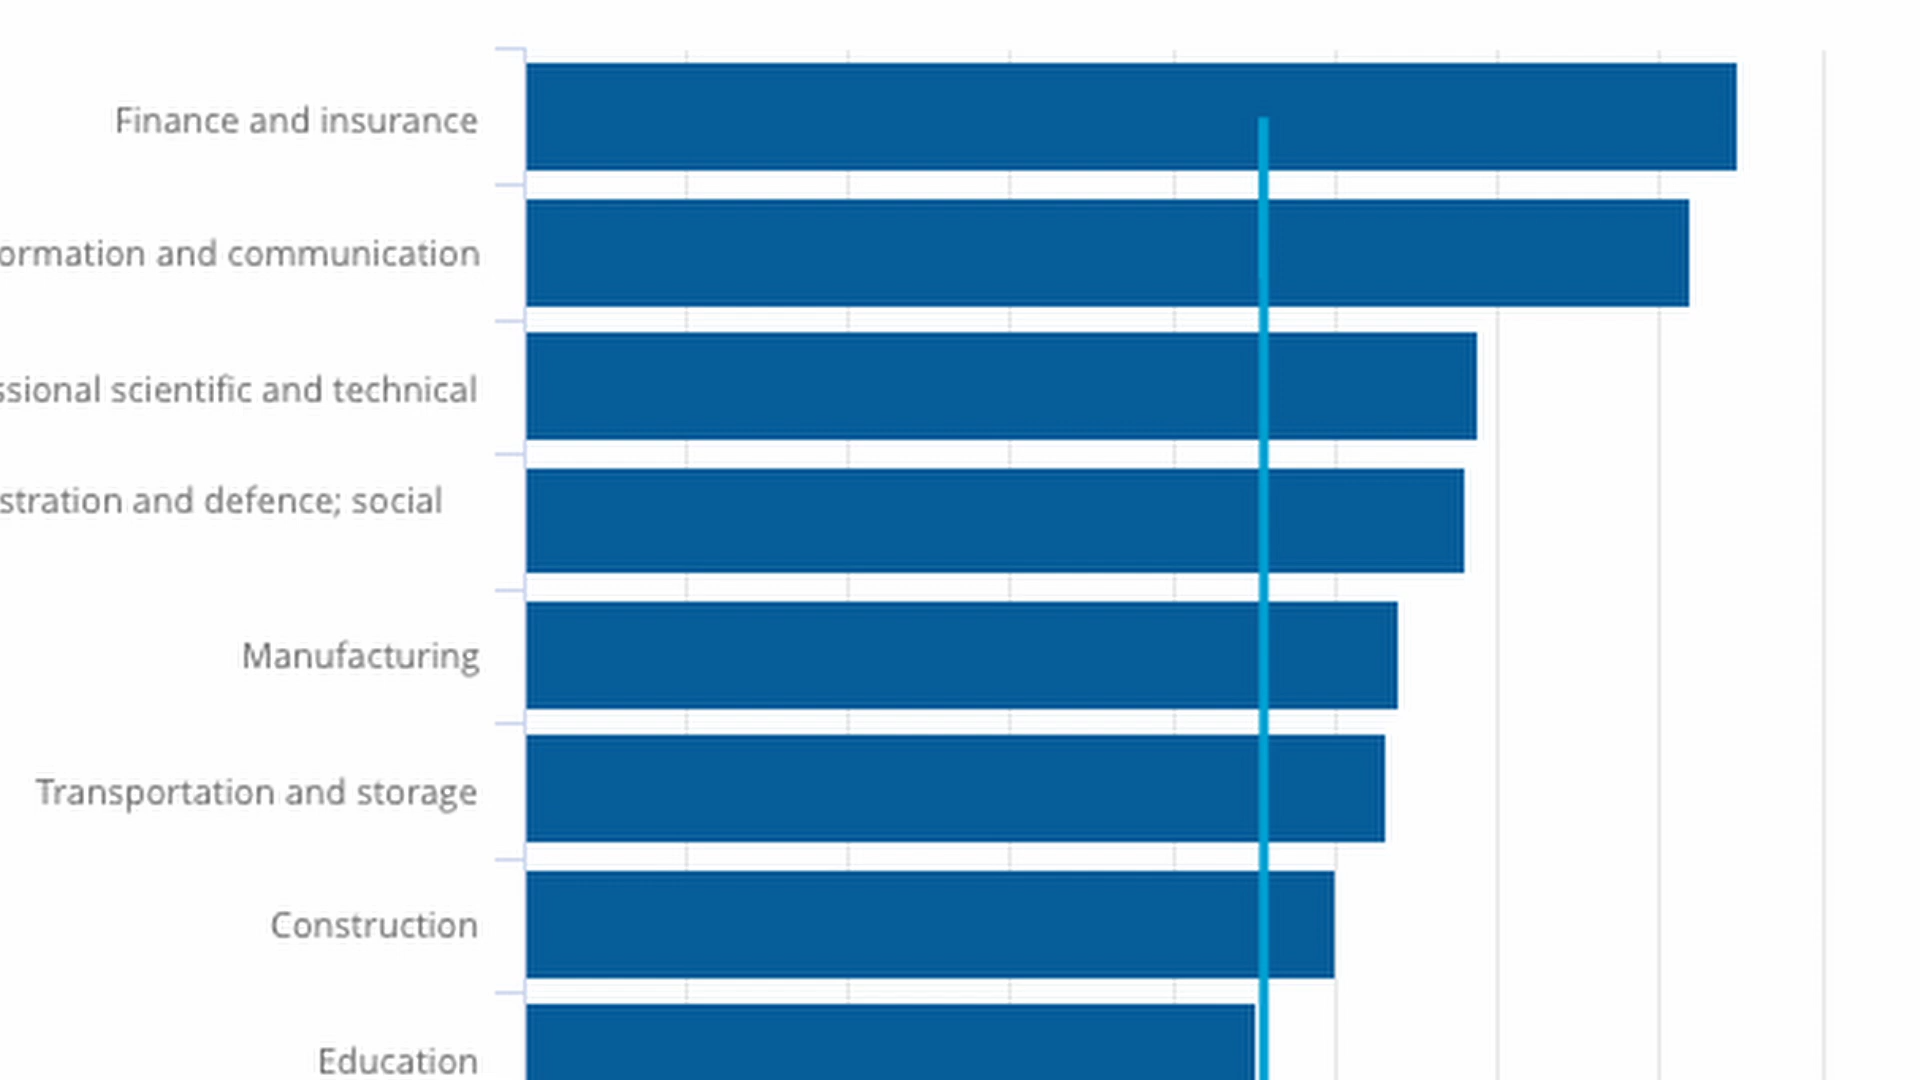 Finance and insurance
ormation and communication
ssional scientific and technical
stration and defence; social
Manufacturing
Transportation and storage
Construction
Education